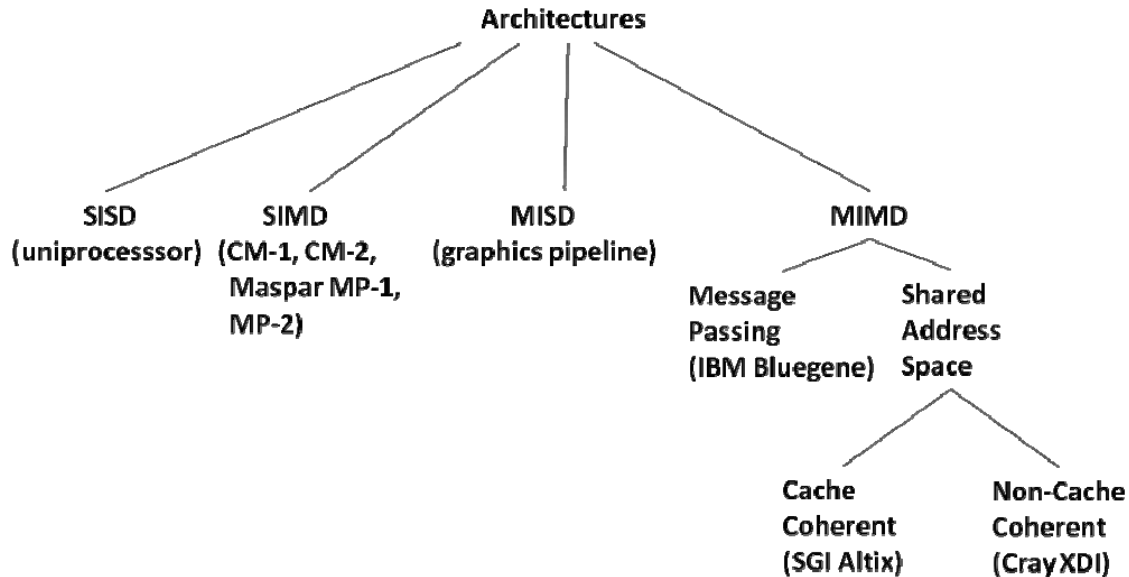 Architectures
SISD
(uniprocesssor)
SIMD
(CM-1, CM-2,
Maspar MP-1,
MP-2)
MISD
(graphics pipeline)
MIMD
Message
Passing
(IBM Bluegene)
Shared
Address
Space
Cache
Coherent
(SGI Altix)
Non-Cache
Coherent
(Cray XDI)